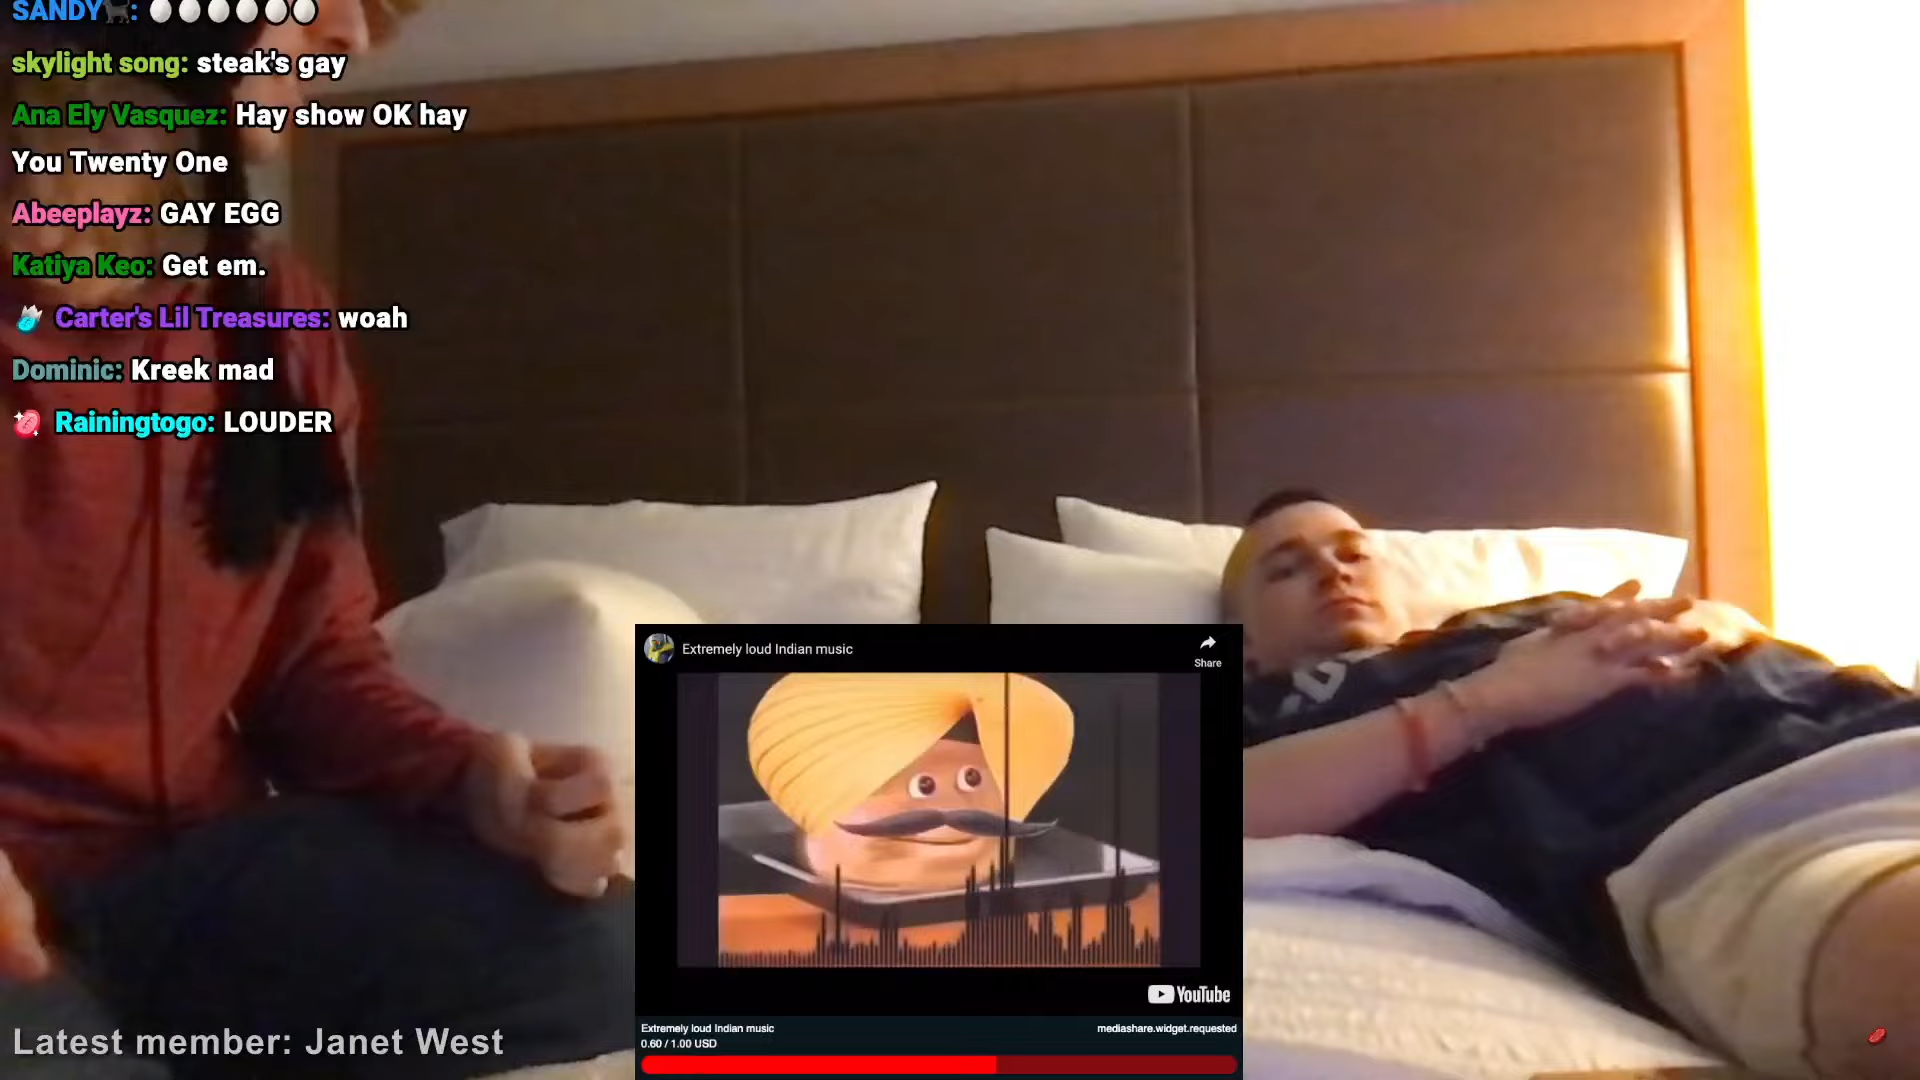 SANDY🐈‍⬛: 🥚🥚🥚🥚🥚🥚
skylight song: steak's gay
Ana Ely Vasquez: Hay show OK hay
You Twenty One
Abeeplayz: GAY EGG
Katiya Keo: Get em.
Carter's Lil Treasures: woah
Dominic: Kreek mad
Rainingtogo: LOUDER
Extremely loud Indian music
Share
YouTube
Extremely loud Indian music
mediashare.widget.requested
0.60 / 1.00 USD
Latest member: Janet West